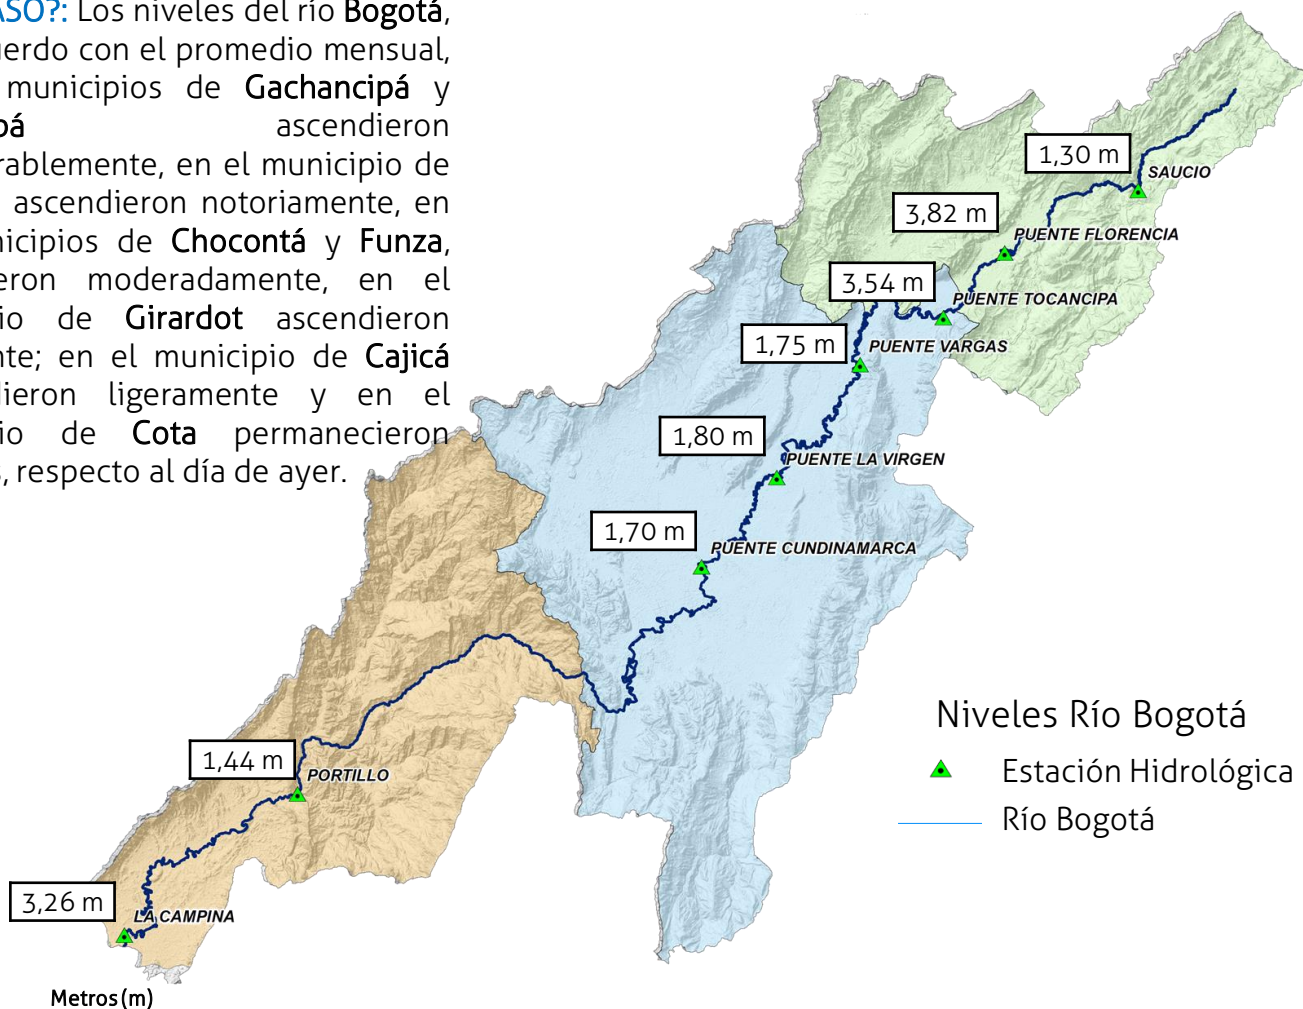 ASÓ?: Los niveles del río Bogotá,
uerdo con el promedio mensual,
municipios de Gachancipá y
pá ascendieron
rablemente, en el municipio de
ascendieron notoriamente, en
nicipios de Chocontá y Funza,
eron moderadamente, en el
io de Girardot ascendieron
nte; en el municipio de Cajicá
dieron ligeramente y en el
io de Cota permanecieron
s, respecto al día de ayer.
1,30 m
SAUCIO
3,82 m
PUENTE FLORENCIA
3,54 m
PUENTE TOCANCIPA
1,75 m
PUENTE VARGAS
1,80 m
PUENTE LA VIRGEN
1,70 m
PUENTE CUNDINAMARCA
Niveles Río Bogotá
Estación Hidrológica
Río Bogotá
1,44 m
PORTILLO
3,26 m
LA CAMPINA
Metros (m)